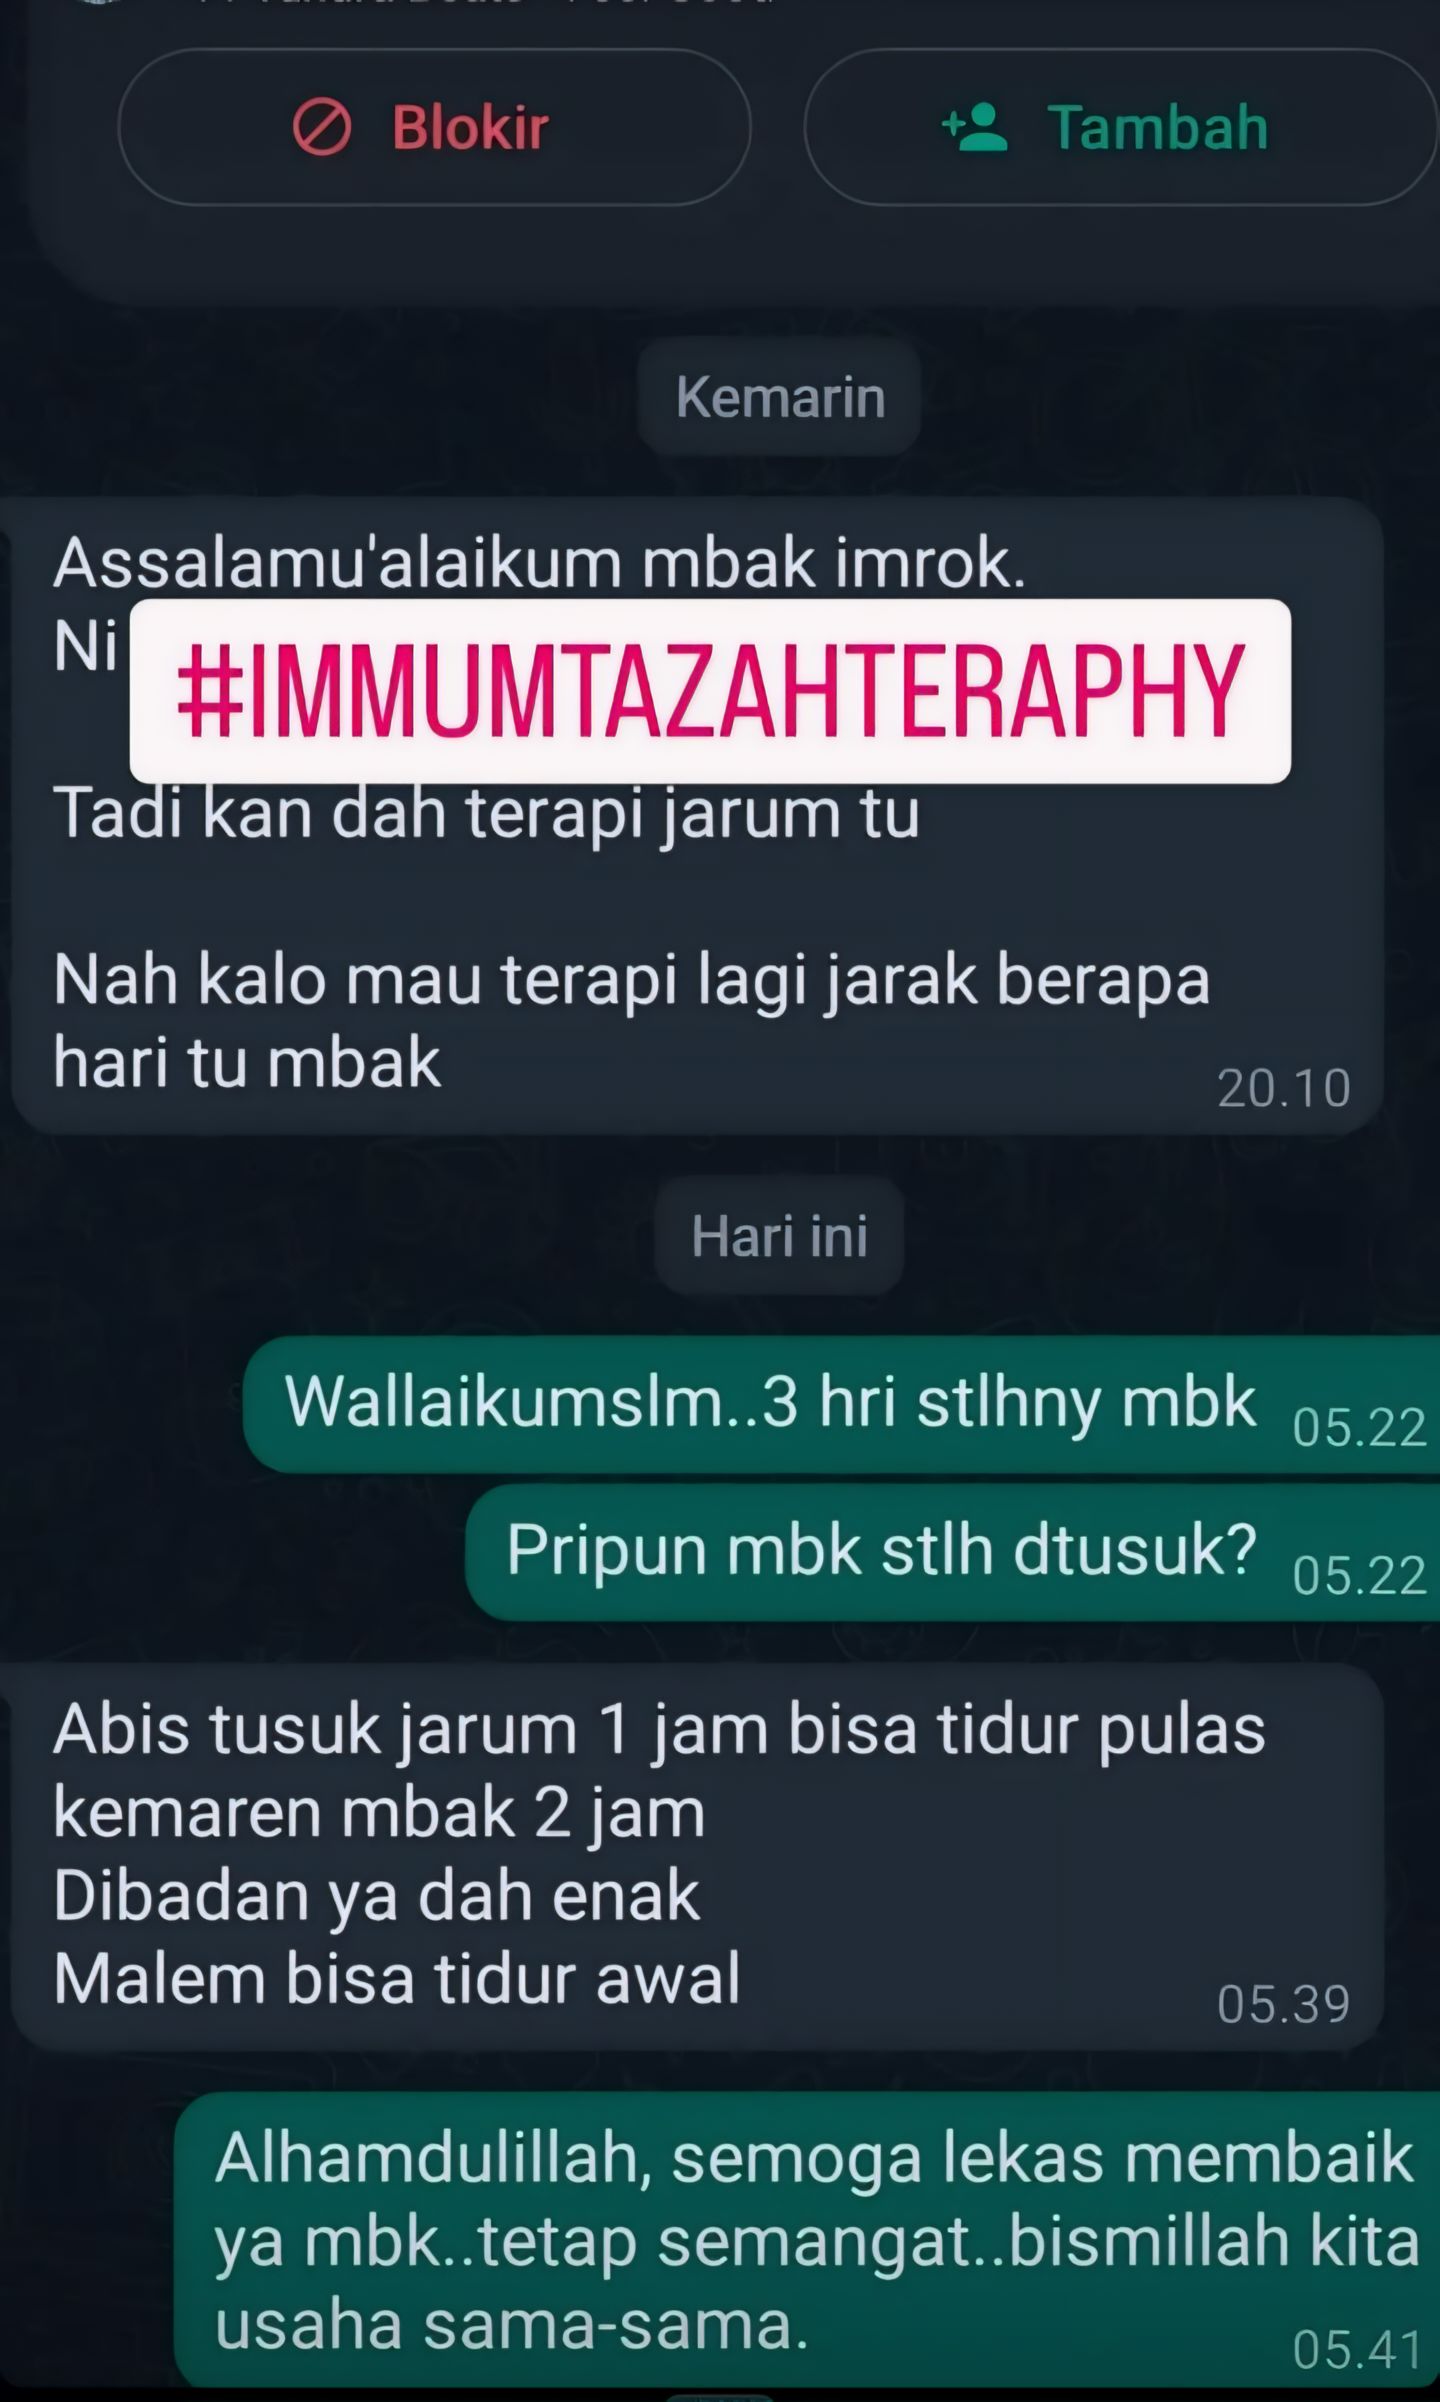 Blokir
Tambah
Kemarin
Assalamu'alaikum mbak imrok.
Ni
#IMMUMTAZAHTERAPHY
Tadi kan dah terapi jarum tu
Nah kalo mau terapi lagi jarak berapa
hari tu mbak
20.10
Hari ini
Wallaikumslm..3 hri stlhny mbk 05.22
Pripun mbk stlh dtusuk? 05.22
Abis tusuk jarum 1 jam bisa tidur pulas
kemaren mbak 2 jam
Dibadan ya dah enak
Malem bisa tidur awal
05.39
Alhamdulillah, semoga lekas membaik
ya mbk..tetap semangat..bismillah kita
usaha sama-sama.
05.41